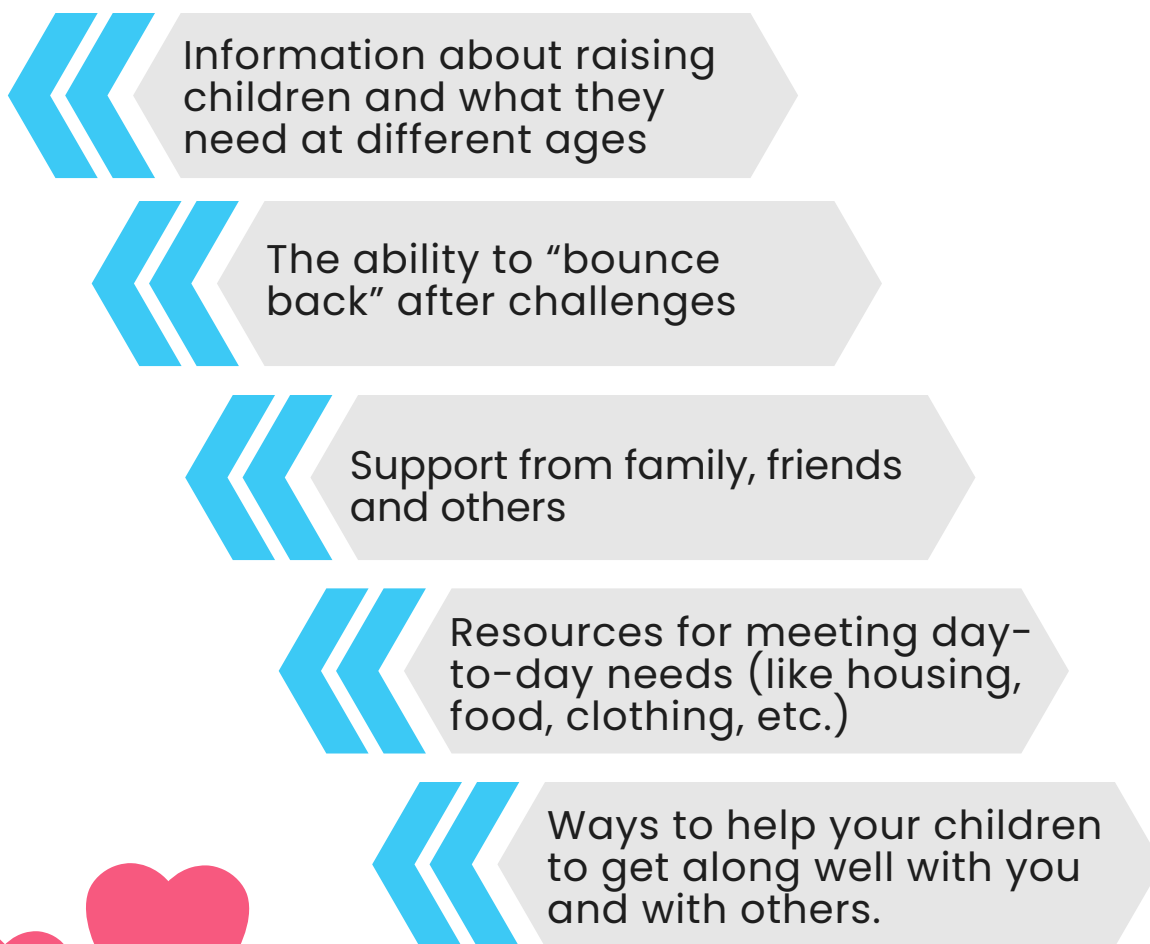 Information about raising
children and what they
need at different ages
The ability to “bounce
back” after challenges
Support from family, friends
and others
Resources for meeting day-
to-day needs (like housing,
food, clothing, etc.)
Ways to help your children
to get along well with you
and with others.